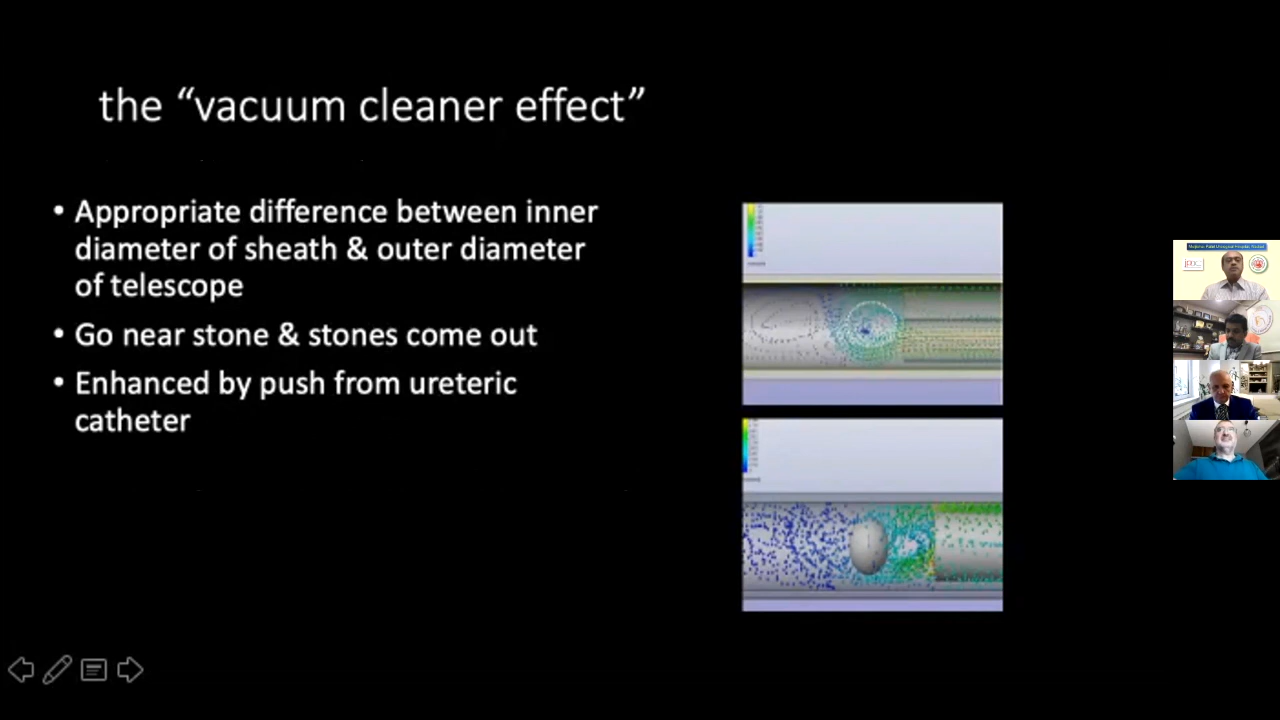 the “vacuum cleaner effect”
• Appropriate difference between inner
diameter of sheath & outer diameter
of telescope
• Go near stone & stones come out
• Enhanced by push from ureteric
catheter